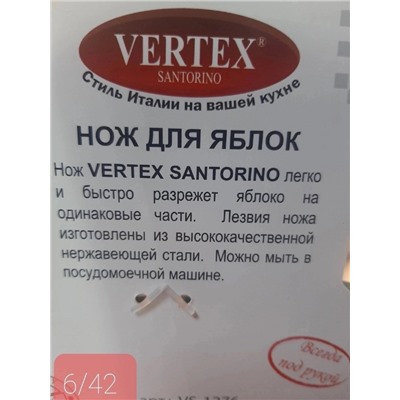 VERTEX®
SANTORINO
Стиль Италии на вашей кухне
НОЖ ДЛЯ ЯБЛОК
Нож VERTEX SANTORINO легко
и быстро разрежет яблоко на
одинаковые части. Лезвия ножа
изготовлены из высококачественной
нержавеющей стали. Можно мыть в
посудомоечной машине.
Всегда
под рукой
6/42